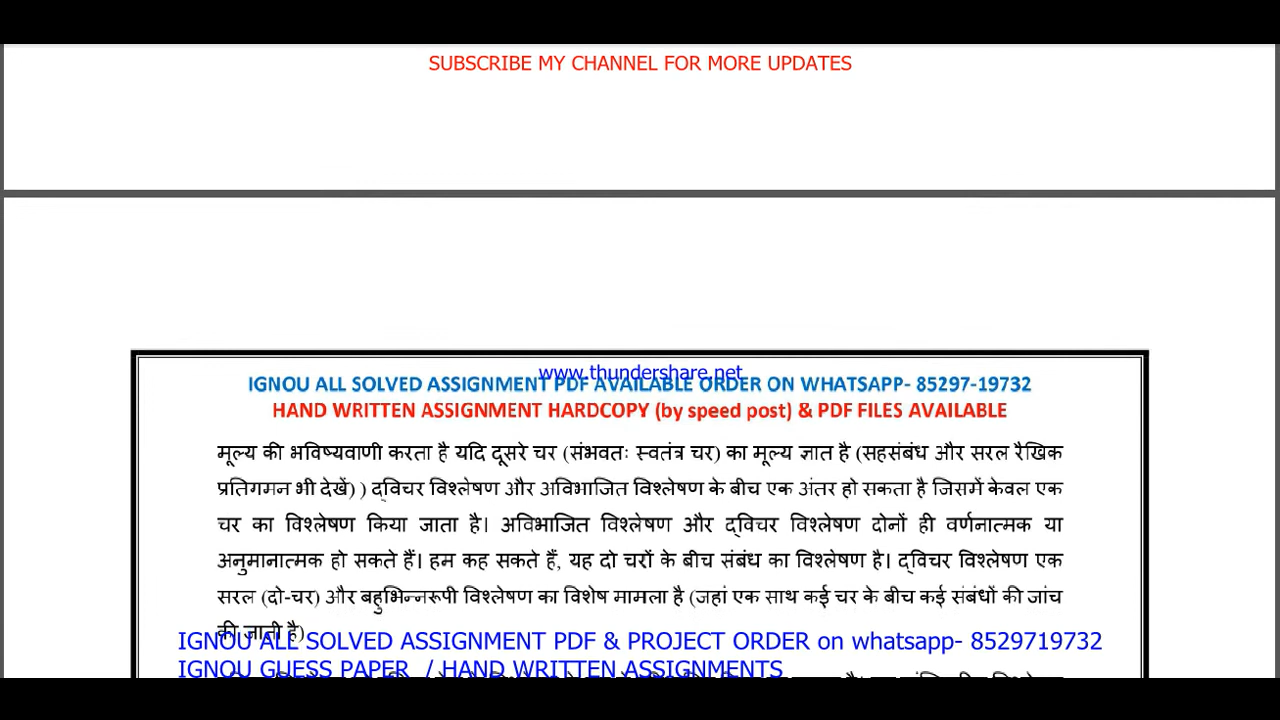 SUBSCRIBE MY CHANNEL FOR MORE UPDATES
www.thundershare.net
IGNOU ALL SOLVED ASSIGNMENT PDF AVAILABLE ORDER ON WHATSAPP- 85297-19732
HAND WRITTEN ASSIGNMENT HARDCOPY (by speed post) & PDF FILES AVAILABLE
मूल्य की भविष्यवाणी करता है यदि दूसरे चर (संभवतः स्वतंत्र चर) का मूल्य ज्ञात है (सहसंबंध और सरल रैखिक
प्रतिगमन भी देखें) ) द्विचर विश्लेषण और अविभाजित विश्लेषण के बीच एक अंतर हो सकता है जिसमें केवल एक
चर का विश्लेषण किया जाता है। अविभाजित विश्लेषण और द्विचर विश्लेषण दोनों ही वर्णनात्मक या
अनुमानात्मक हो सकते हैं। हम कह सकते हैं, यह दो चरों के बीच संबंध का विश्लेषण है। द्विचर विश्लेषण एक
सरल (दो-चर) और बहुभिन्नरूपी विश्लेषण का विशेष मामला है (जहां एक साथ कई चर के बीच कई संबंधों की जांच
की जाती है)
IGNOU ALL SOLVED ASSIGNMENT PDF & PROJECT ORDER on whatsapp- 8529719732
IGNOU GUESS PAPER / HAND WRITTEN ASSIGNMENTS